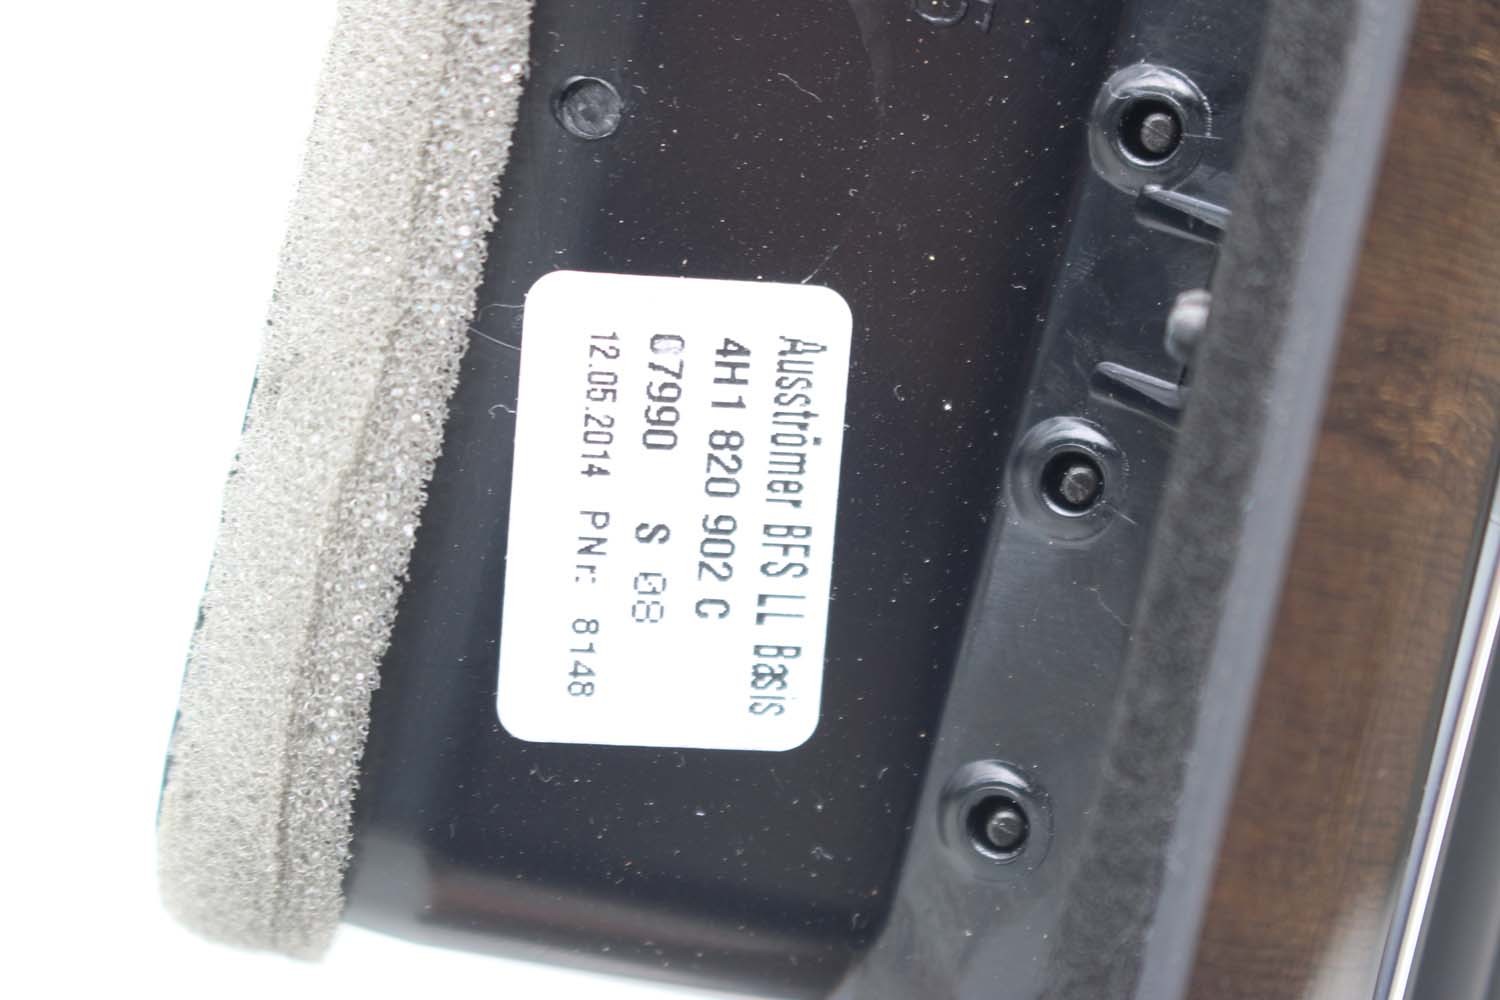 Ausströmer BFS LL Basis
4H1 820 902 C
07990 S 08
12.05.2014 PNr: 8148